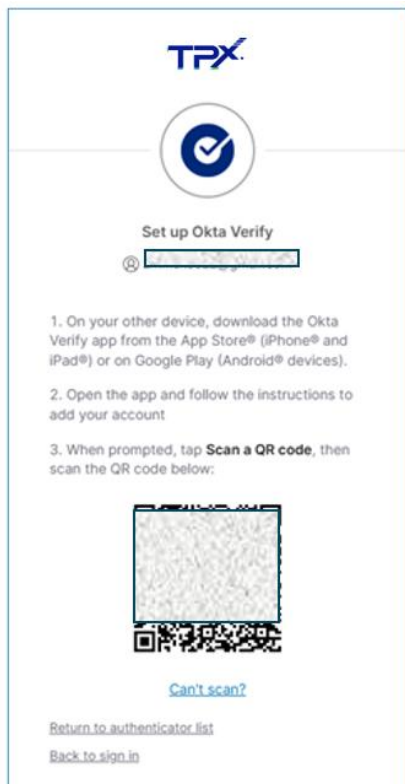 TPX
Set up Okta Verify
1. On your other device, download the Okta
Verify app from the App Store® (iPhone® and
iPad®) or on Google Play (Android® devices).
2. Open the app and follow the instructions to
add your account
3. When prompted, tap Scan a QR code, then
scan the QR code below:
Can't scan?
Return to authenticator list
Back to sign in